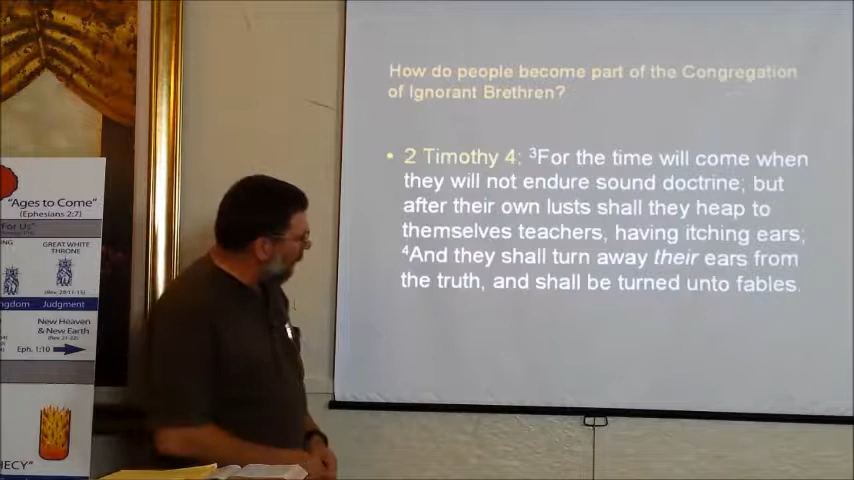 How do people become part of the Congregation
of Ignorant Brethren?
• 2 Timothy 4: ³For the time will come when
they will not endure sound doctrine; but
after their own lusts shall they heap to
themselves teachers, having itching ears;
⁴And they shall turn away their ears from
the truth, and shall be turned unto fables.
"Ages to Come"
(Ephesians 2:7)
For Us"
GREAT WHITE
THRONE
(Rev. 20:11-15)
Judgment
New Heaven
& New Earth
(Rev. 21-22)
Eph. 1:10